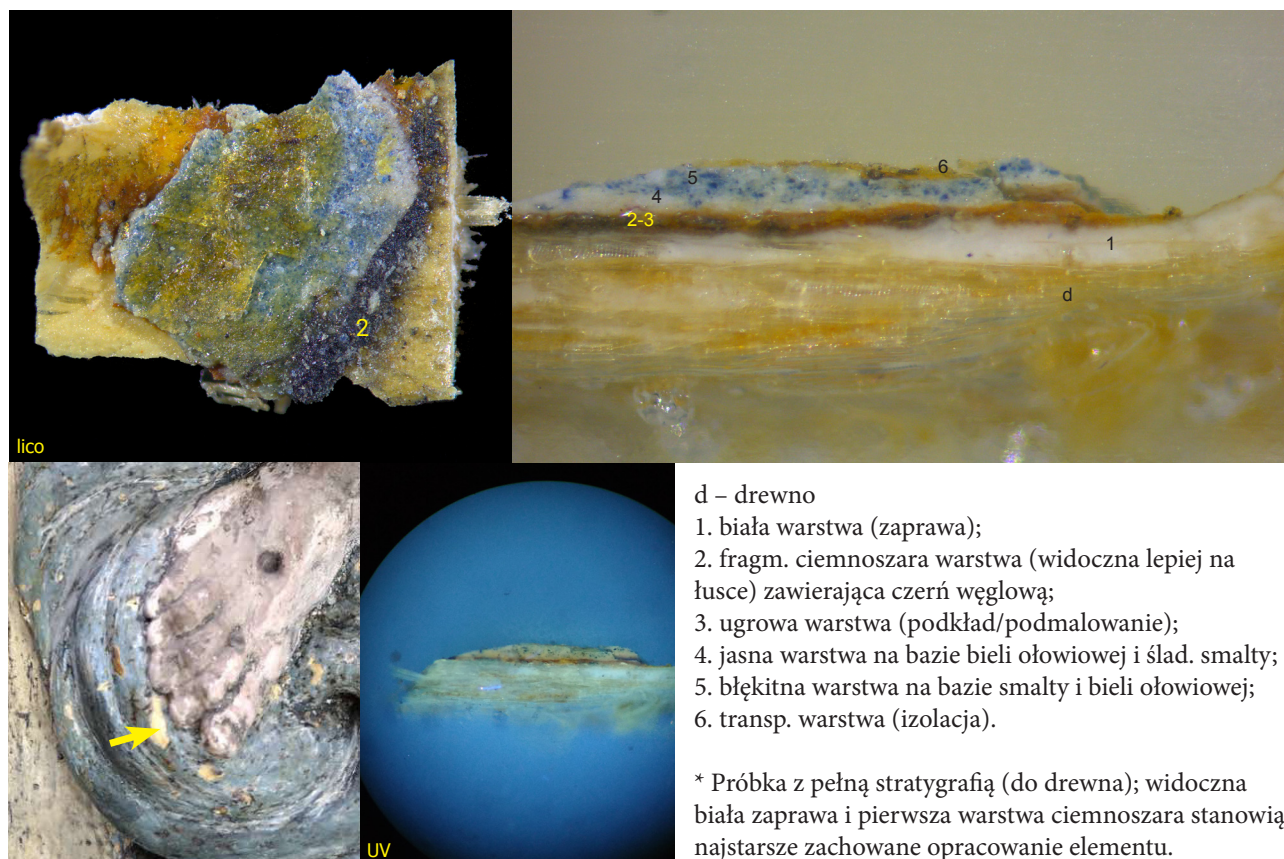 2
lico
6
5
4
2-3
1
d
UV
d – drewno
1. biała warstwa (zaprawa);
2. fragm. ciemnoszara warstwa (widoczna lepiej na
łusce) zawierająca czerń węglową;
3. ugrowa warstwa (podkład/podmalowanie);
4. jasna warstwa na bazie bieli ołowiowej i ślad. smalty;
5. błękitna warstwa na bazie smalty i bieli ołowiowej;
6. transp. warstwa (izolacja).
* Próbka z pełną stratygrafią (do drewna); widoczna
biała zaprawa i pierwsza warstwa ciemnoszara stanowią
najstarsze zachowane opracowanie elementu.